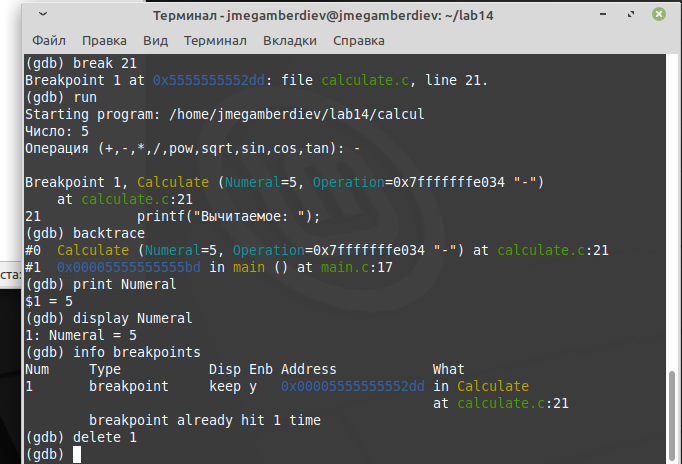 Терминал - jmegamberdiev@jmegamberdiev: ~/lab14
Файл Правка Вид Терминал Вкладки Справка
(gdb) break 21
Breakpoint 1 at 0x5555555552dd: file calculate.c, line 21.
(gdb) run
Starting program: /home/jmegamberdiev/lab14/calcul
Число: 5
Операция (+,-,*,/,pow,sqrt,sin,cos,tan): -
Breakpoint 1, Calculate (Numeral=5, Operation=0x7fffffffe034 "-")
at calculate.c:21
21 printf("Вычитаемое: ");
(gdb) backtrace
#0 Calculate (Numeral=5, Operation=0x7fffffffe034 "-") at calculate.c:21
#1 0x00005555555555bd in main () at main.c:17
(gdb) print Numeral
$1 = 5
(gdb) display Numeral
1: Numeral = 5
(gdb) info breakpoints
Num Type Disp Enb Address What
1 breakpoint keep y 0x00005555555552dd in Calculate
at calculate.c:21
breakpoint already hit 1 time
(gdb) delete 1
(gdb)
ста: